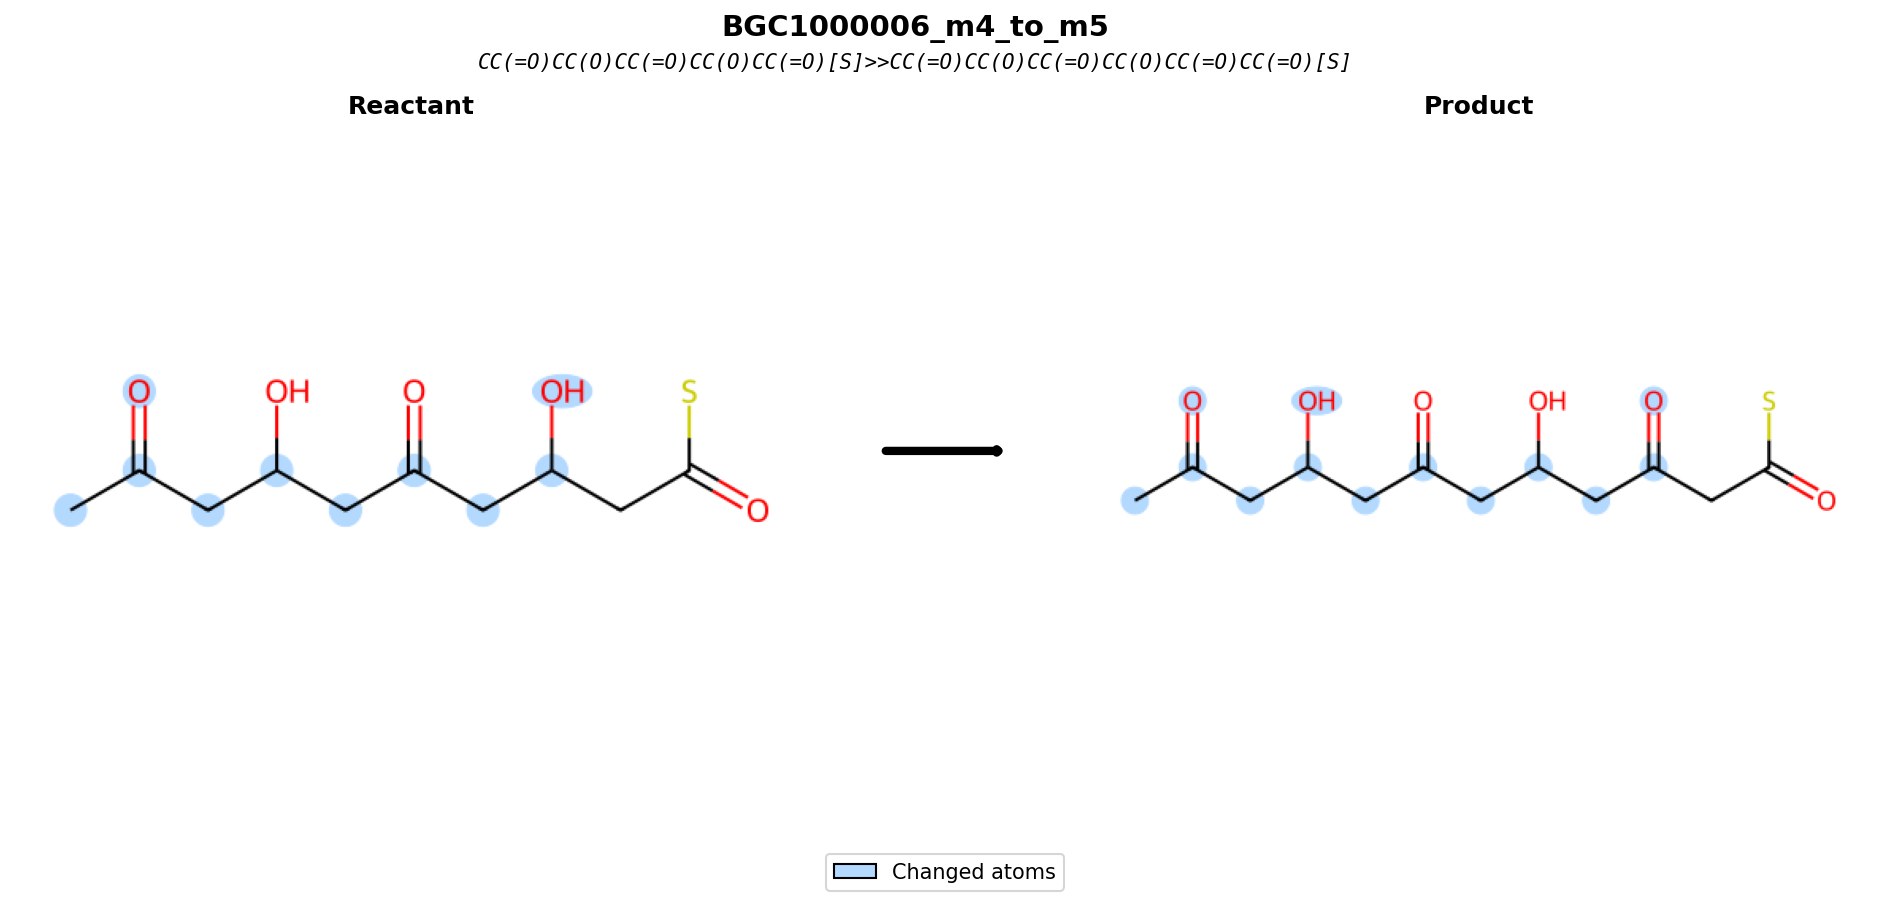 BGC1000006_m4_to_m5
CC(=O)CC(O)CC(=O)CC(O)CC(=O)[S]>>CC(=O)CC(O)CC(=O)CC(O)CC(=O)CC(=O)[S]
Reactant Product
O OH O OH S O
O OH O OH O S O
Changed atoms